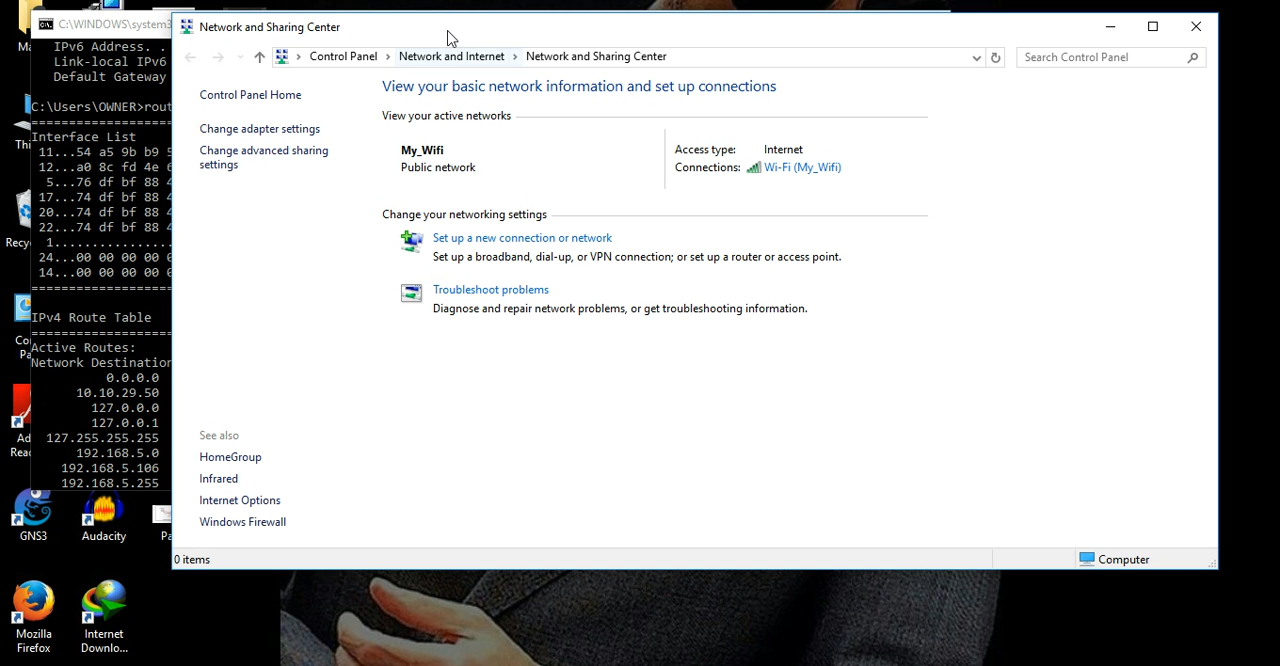 C:\WINDOWS\system3
Network and Sharing Center
Control Panel > Network and Internet > Network and Sharing Center
Search Control Panel
IPv6 Address. .
Link-local IPv6
Default Gateway
C:\Users\OWNER>rout
Interface List
11...54 a5 9b b9
12...a0 8c fd 4e
5...76 df bf 88
17...74 df bf 88
20...74 df bf 88
22...74 df bf 88
1..................
24...00 00 00 00
14...00 00 00 00
IPv4 Route Table
Active Routes:
Network Destination
0.0.0.0
10.10.29.50
127.0.0.0
127.0.0.1
127.255.255.255
192.168.5.0
192.168.5.106
192.168.5.255
Control Panel Home
Change adapter settings
Change advanced sharing
settings
See also
HomeGroup
Infrared
Internet Options
Windows Firewall
View your basic network information and set up connections
View your active networks
My_Wifi
Public network
Access type: Internet
Connections: Wi-Fi (My_Wifi)
Change your networking settings
Set up a new connection or network
Set up a broadband, dial-up, or VPN connection; or set up a router or access point.
Troubleshoot problems
Diagnose and repair network problems, or get troubleshooting information.
0 items
Computer
GNS3
Audacity
Mozilla
Firefox
Internet
Downlo...